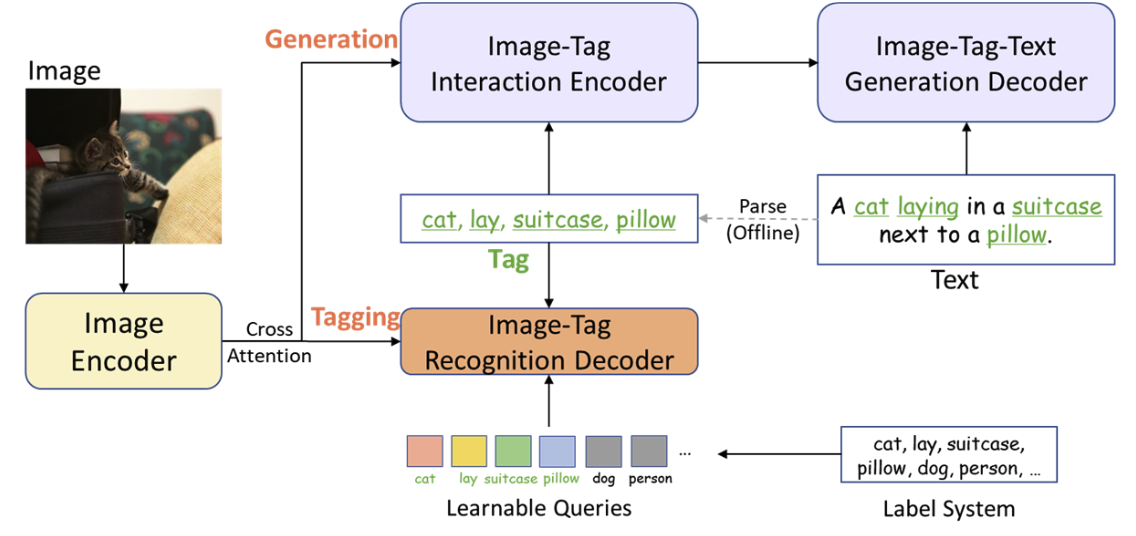 Image
Generation
Image-Tag
Interaction Encoder
Image-Tag-Text
Generation Decoder
cat, lay, suitcase, pillow
Tag
Parse
(Offline)
A cat laying in a suitcase
next to a pillow.
Text
Image
Encoder
Cross
Attention
Tagging
Image-Tag
Recognition Decoder
cat lay suitcase pillow dog person ...
Learnable Queries
cat, lay, suitcase,
pillow, dog, person, ...
Label System